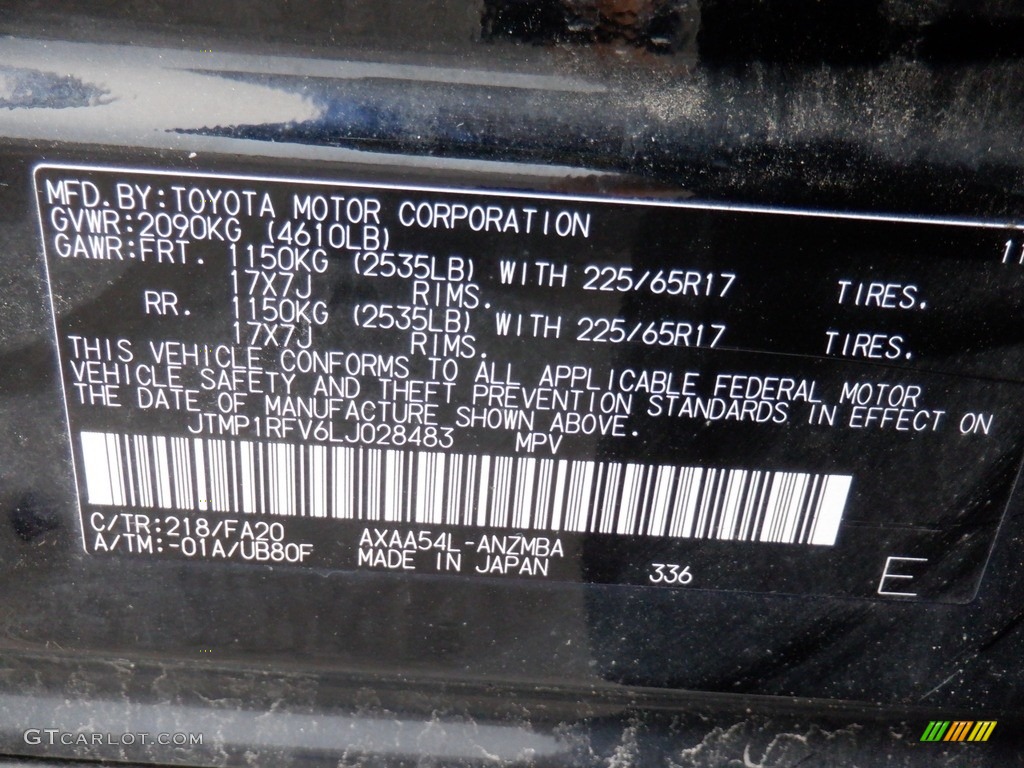 MFD.BY:TOYOTA MOTOR CORPORATION
11
GVWR:2090KG (4610LB)
GAWR:FRT. 1150KG (2535LB) WITH 225/65R17 TIRES.
17X7J RIMS.
RR. 1150KG (2535LB) WITH 225/65R17 TIRES.
17X7J RIMS.
THIS VEHICLE CONFORMS TO ALL APPLICABLE FEDERAL MOTOR
VEHICLE SAFETY AND THEFT PREVENTION STANDARDS IN EFFECT ON
THE DATE OF MANUFACTURE SHOWN ABOVE.
JTMP1RFV6LJ028483 MPV
C/TR:218/FA20 AXAA54L-ANZMBA
A/TM:-01A/UB80F MADE IN JAPAN 336 E
GTCARLOT.COM